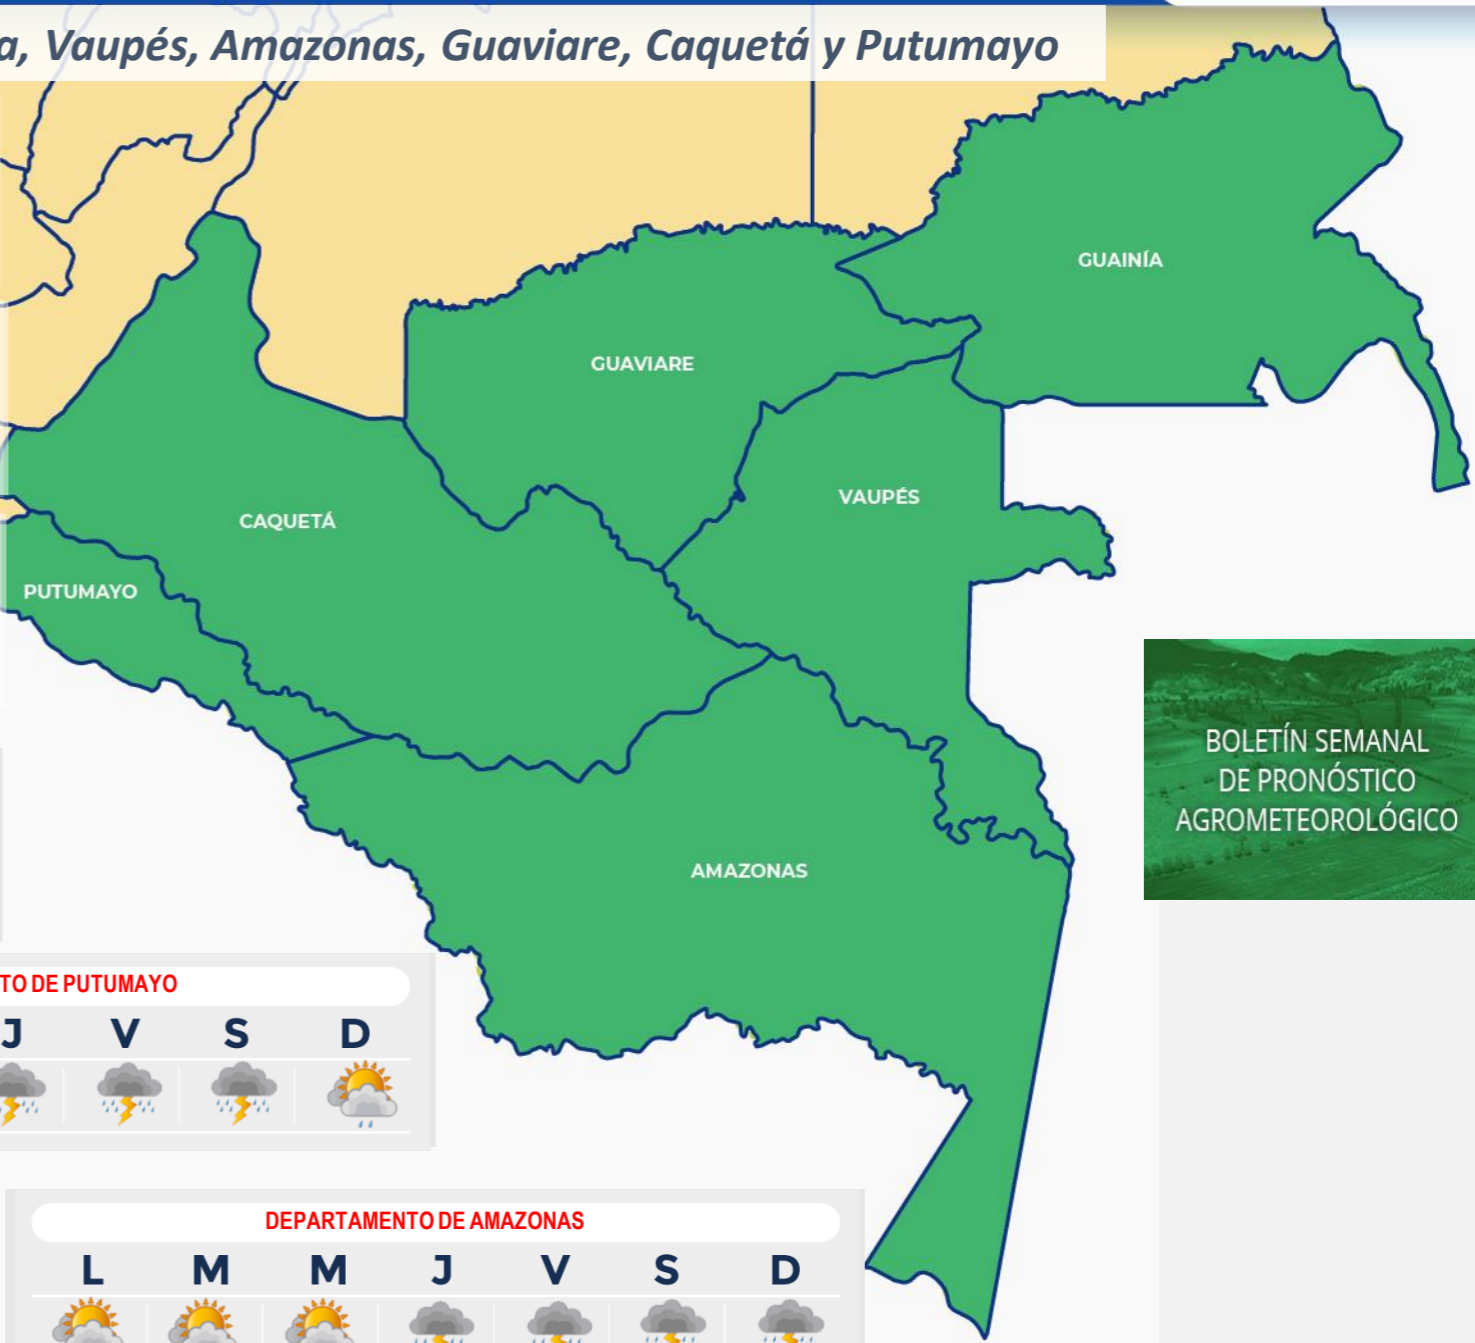 Vaupés, Amazonas, Guaviare, Caquetá y Putumayo
GUAINÍA
GUAVIARE
VAUPÉS
CAQUETÁ
PUTUMAYO
BOLETÍN SEMANAL
DE PRONÓSTICO
AGROMETEOROLÓGICO
AMAZONAS
TO DE PUTUMAYO
J V S D
DEPARTAMENTO DE AMAZONAS
L M M J V S D